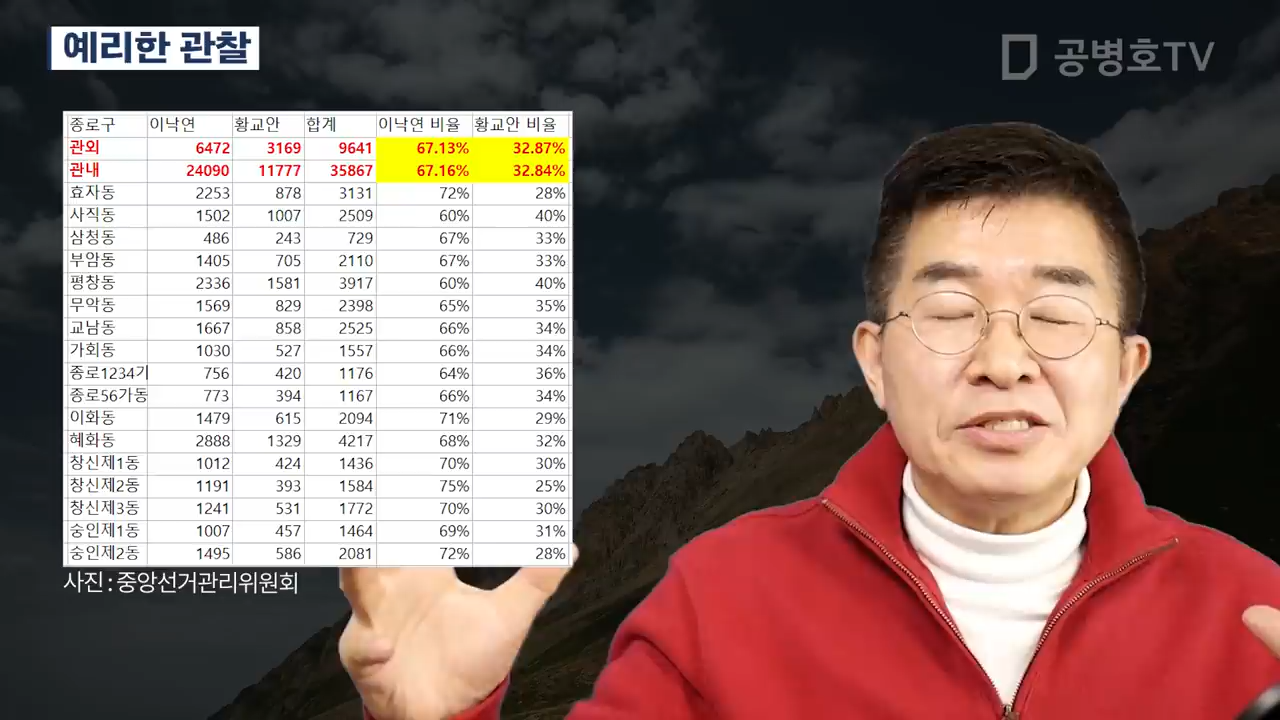 예리한 관찰
공병호TV
종로구 이낙연 황교안 합계 이낙연 비율 황교안 비율
관외 6472 3169 9641 67.13% 32.87%
관내 24090 11777 35867 67.16% 32.84%
효자동 2253 878 3131 72% 28%
사직동 1502 1007 2509 60% 40%
삼청동 486 243 729 67% 33%
부암동 1405 705 2110 67% 33%
평창동 2336 1581 3917 60% 40%
무악동 1569 829 2398 65% 35%
교남동 1667 858 2525 66% 34%
가회동 1030 527 1557 66% 34%
종로1234가 756 420 1176 64% 36%
종로56가동 773 394 1167 66% 34%
이화동 1479 615 2094 71% 29%
혜화동 2888 1329 4217 68% 32%
창신제1동 1012 424 1436 70% 30%
창신제2동 1191 393 1584 75% 25%
창신제3동 1241 531 1772 70% 30%
숭인제1동 1007 457 1464 69% 31%
숭인제2동 1495 586 2081 72% 28%
사진 : 중앙선거관리위원회